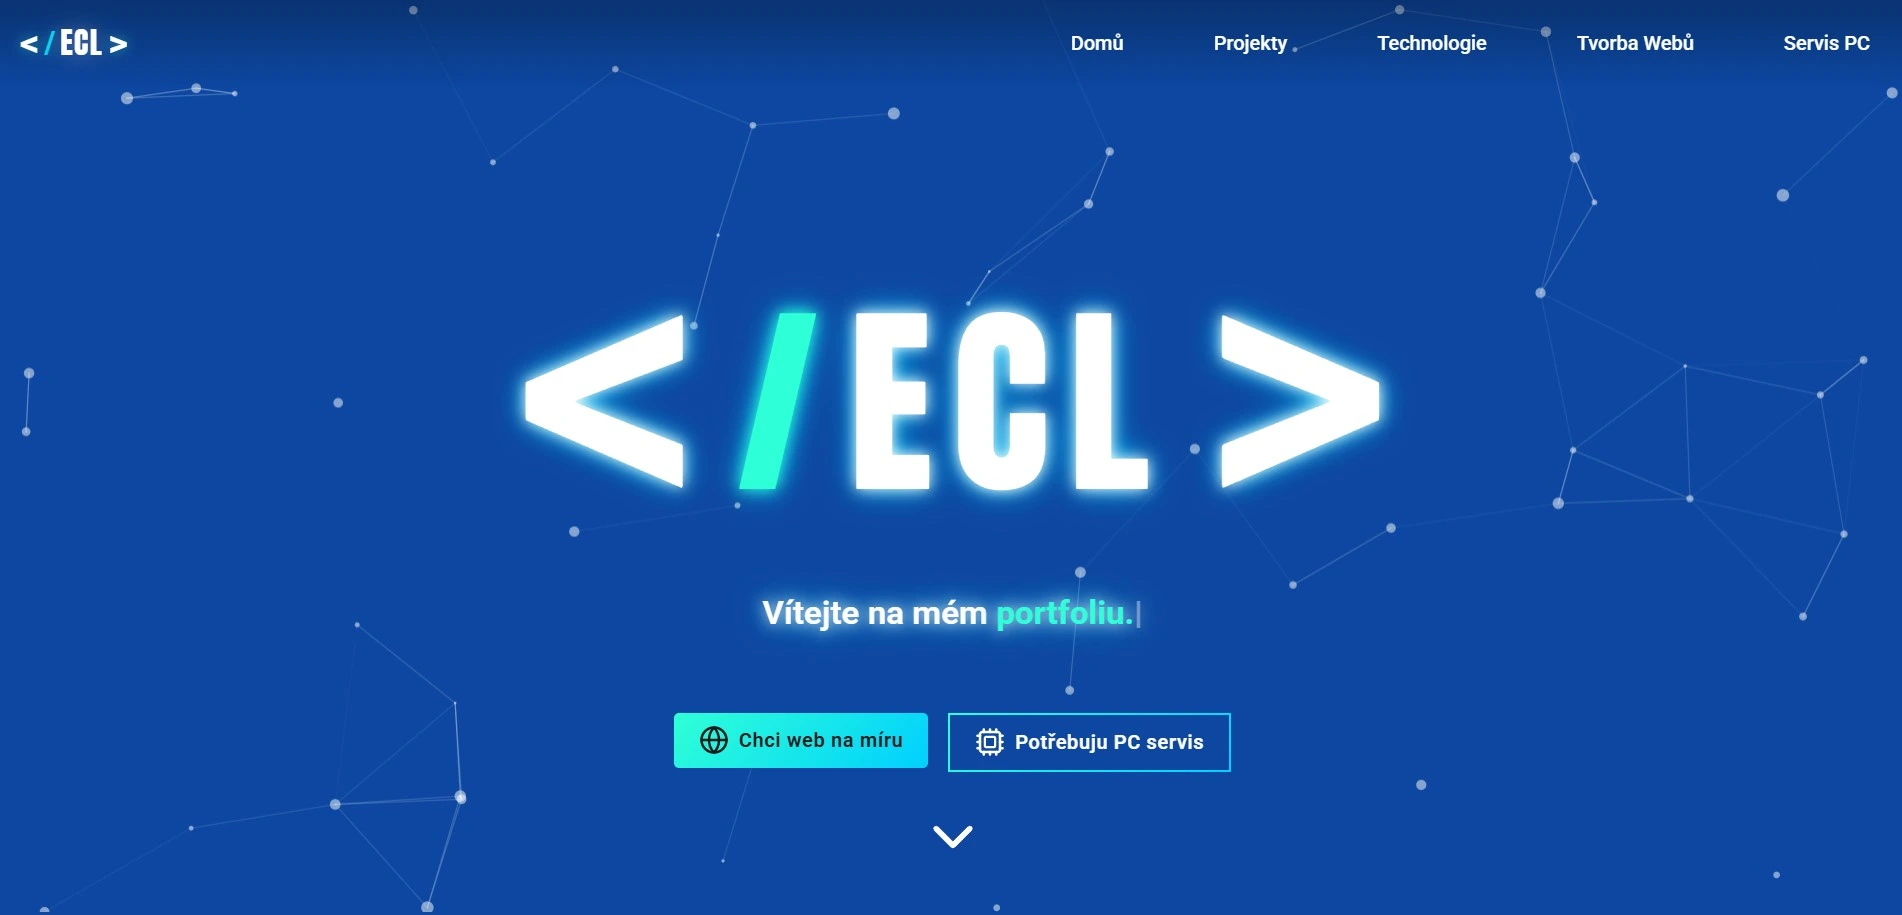 </ECL>
Domů
Projekty
Technologie
Tvorba Webů
Servis PC
</ECL>
Vítejte na mém portfoliu.|
Chci web na míru
Potřebuju PC servis